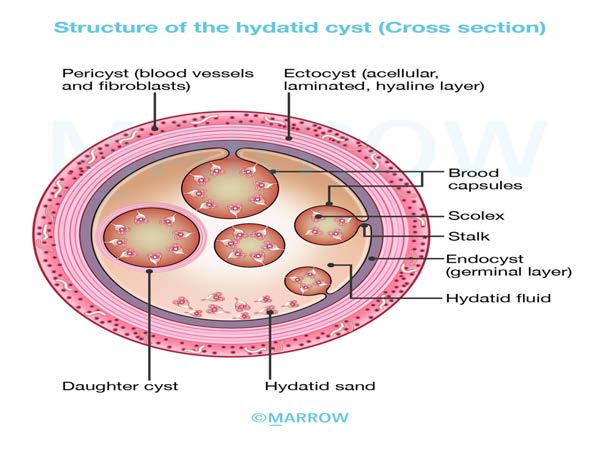 Structure of the hydatid cyst (Cross section)
Pericyst (blood vessels
and fibroblasts)
Ectocyst (acellular,
laminated, hyaline layer)
MARROW
Brood
capsules
Scolex
Stalk
Endocyst
(germinal layer)
Hydatid fluid
Daughter cyst
Hydatid sand
©MARROW